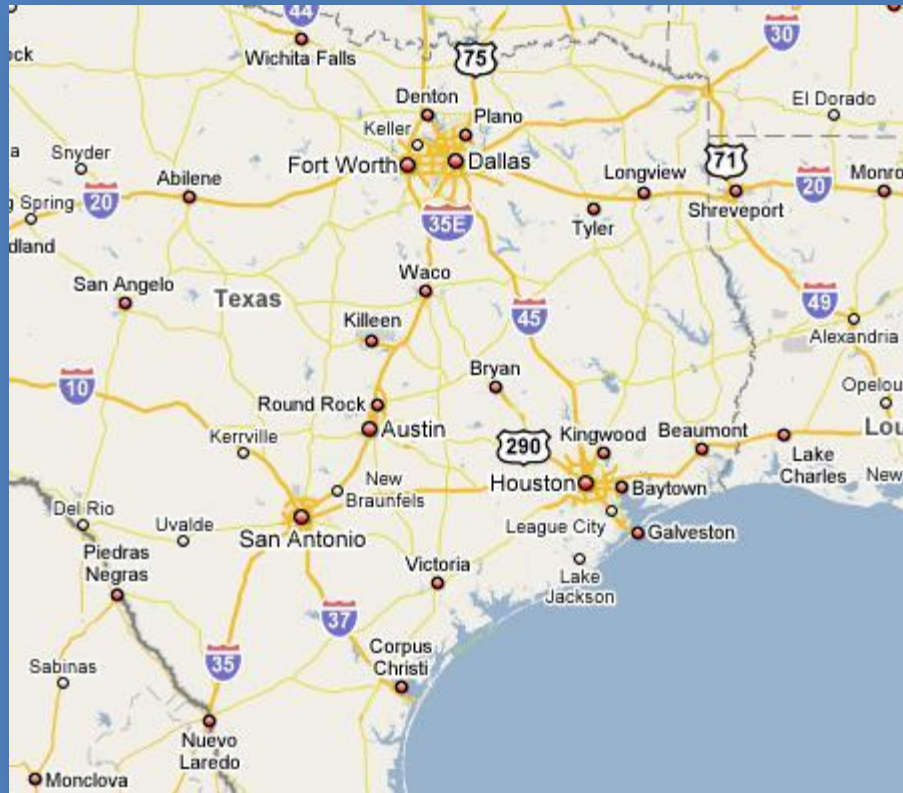 44
ock
Wichita Falls
75
30
Denton
Plano
El Dorado
Keller
a
Snyder
Fort Worth
Dallas
71
Abilene
Longview
20
20
Monro
g Spring
Shreveport
35E
Tyler
dland
Waco
San Angelo
Texas
49
45
Killeen
Alexandria
Bryan
10
Opelou
Round Rock
Austin
Kerrville
290
Kingwood
Beaumont
Lou
Lake
Charles
New
Braunfels
Houston
Baytown
New
Del Rio
Uvalde
League City
San Antonio
Galveston
Piedras
Negras
Victoria
Lake
Jackson
37
Corpus
Christi
35
Sabinas
Nuevo
Laredo
Monclova